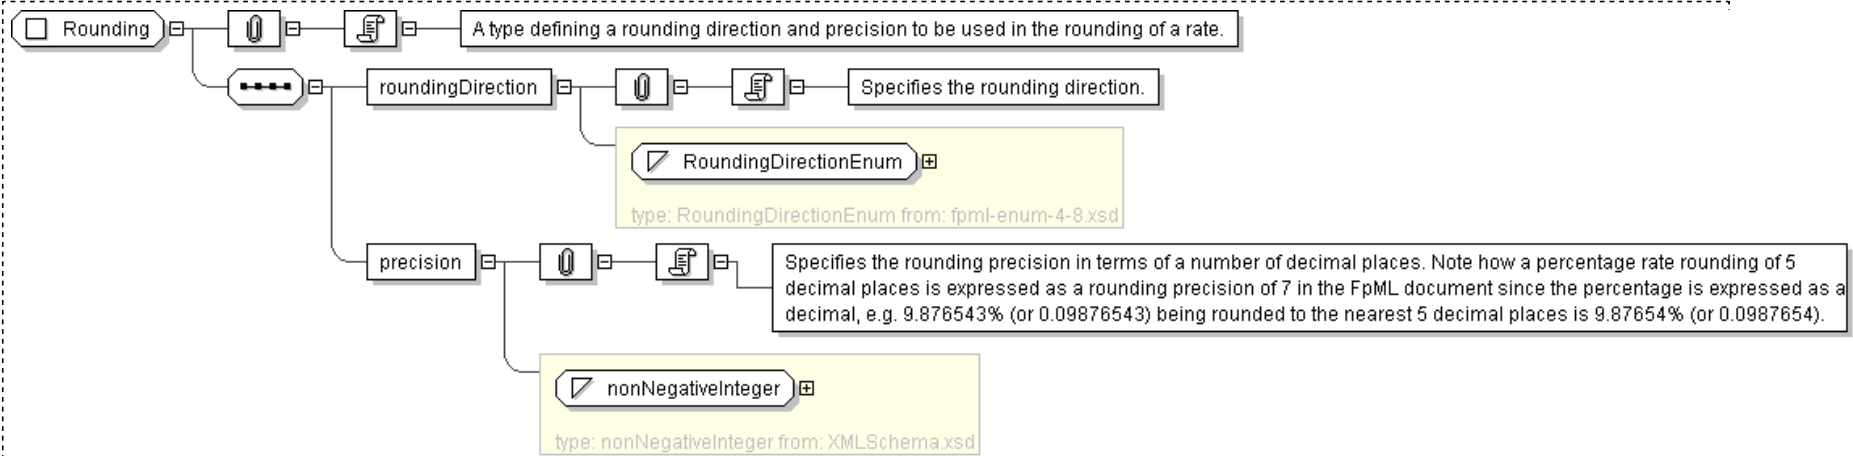 Rounding
A type defining a rounding direction and precision to be used in the rounding of a rate.
roundingDirection
Specifies the rounding direction.
RoundingDirectionEnum
type: RoundingDirectionEnum from: fpml-enum-4-8.xsd
precision
Specifies the rounding precision in terms of a number of decimal places. Note how a percentage rate rounding of 5
decimal places is expressed as a rounding precision of 7 in the FpML document since the percentage is expressed as a
decimal, e.g. 9.876543% (or 0.09876543) being rounded to the nearest 5 decimal places is 9.87654% (or 0.0987654).
nonNegativeInteger
type: nonNegativeInteger from: XMLSchema.xsd